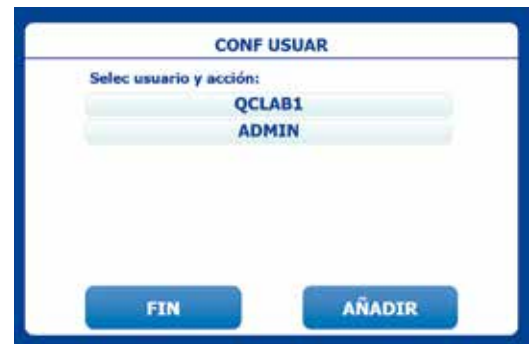 CONF USUAR
Selec usuario y acción:
QCLAB1
ADMIN
FIN AÑADIR